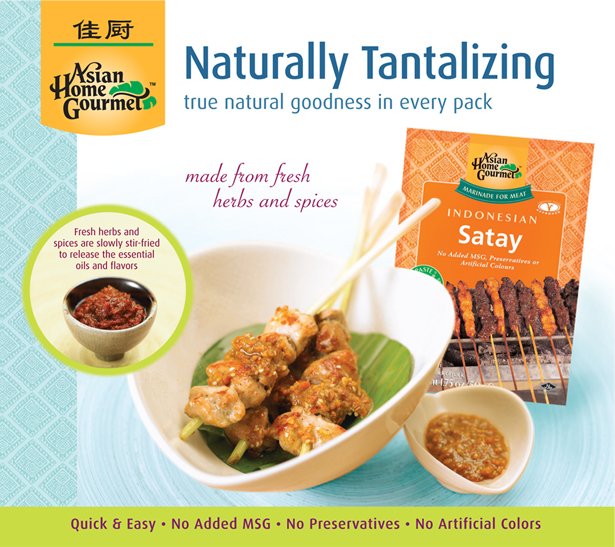 佳厨
Asian
Home
Gourmet™
Naturally Tantalizing
true natural goodness in every pack
made from fresh
herbs and spices
Fresh herbs and
spices are slowly stir-fried
to release the essential
oils and flavors
Asian
Home
Gourmet
MARINADE FOR MEAT
INDONESIAN
Satay
No Added MSG, Preservatives or
Artificial Colours
Quick & Easy • No Added MSG • No Preservatives • No Artificial Colors